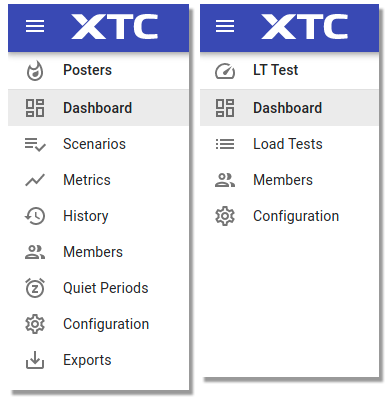 XTC
Posters
Dashboard
Scenarios
Metrics
History
Members
Quiet Periods
Configuration
Exports
XTC
LT Test
Dashboard
Load Tests
Members
Configuration